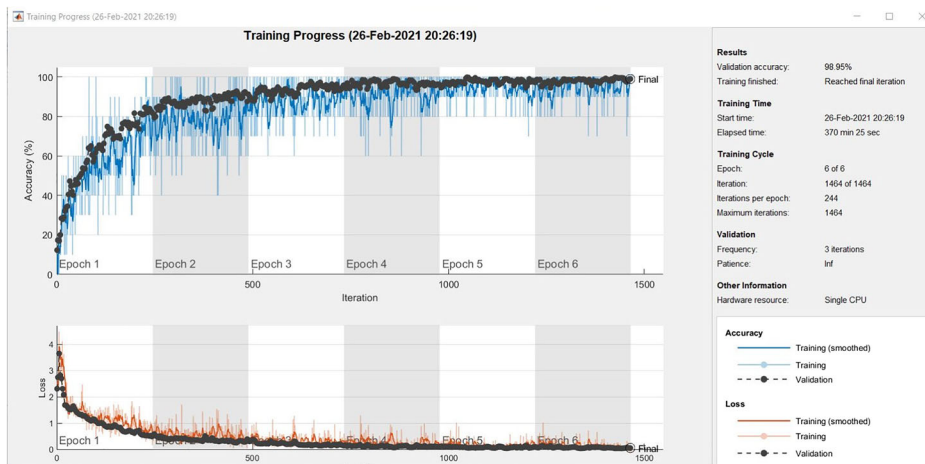 Training Progress (26-Feb-2021 20:26:19)
Training Progress (26-Feb-2021 20:26:19)
Accuracy (%)
100
80
60
40
20
0
Epoch 1 Epoch 2 Epoch 3 Epoch 4 Epoch 5 Epoch 6
Final
0 500 1000 1500
Iteration
Loss
4
3
2
1
0
Epoch 1 Epoch 2 Epoch 3 Epoch 4 Epoch 5 Epoch 6
Final
0 500 1000 1500
Results
Validation accuracy: 98.95%
Training finished: Reached final iteration
Training Time
Start time: 26-Feb-2021 20:26:19
Elapsed time: 370 min 25 sec
Training Cycle
Epoch: 6 of 6
Iteration: 1464 of 1464
Iterations per epoch: 244
Maximum iterations: 1464
Validation
Frequency: 3 iterations
Patience: Inf
Other Information
Hardware resource: Single CPU
Accuracy
Training (smoothed)
Training
Validation
Loss
Training (smoothed)
Training
Validation